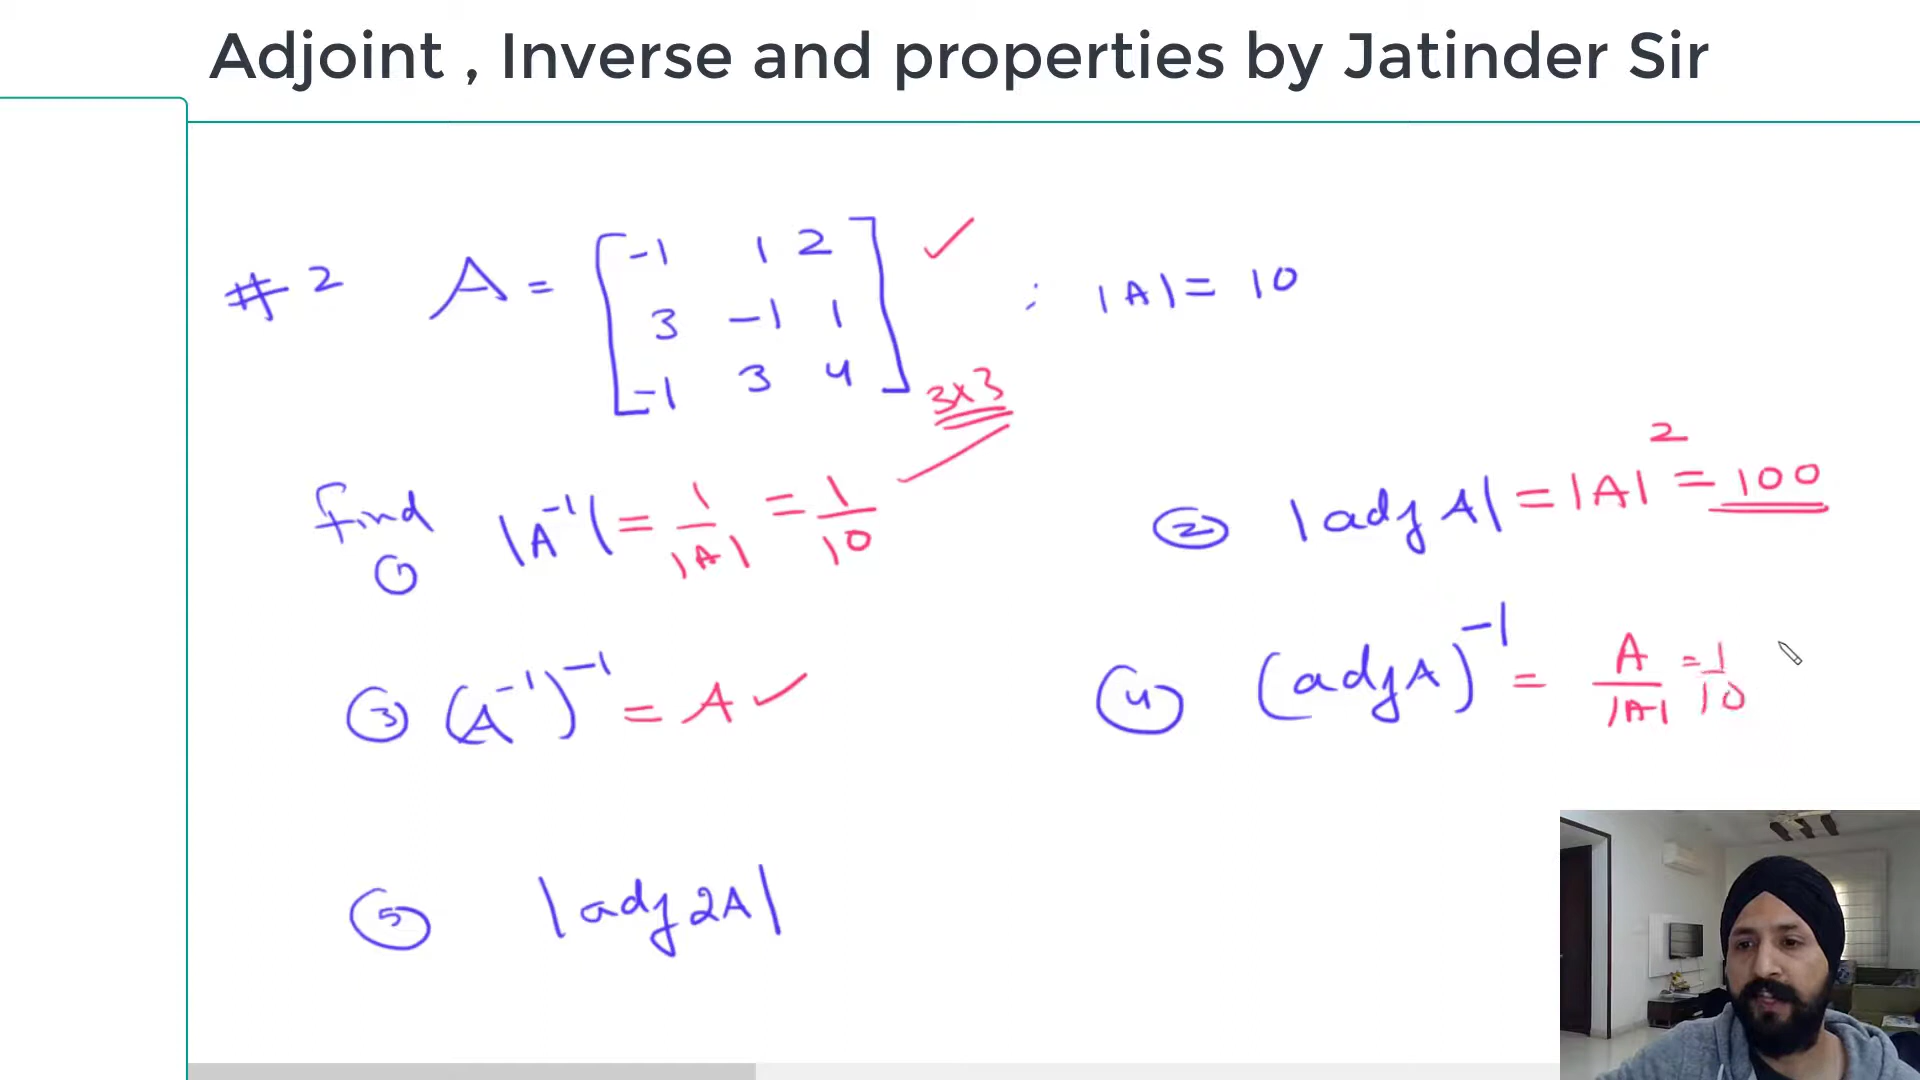 Adjoint , Inverse and properties by Jatinder Sir
# 2 A = [ -1 1 2 ✓ : |A| = 10
3 -1 1
-1 3 4 ] 3x3
find ① |A⁻¹| = 1/|A| = 1/10
② |adj A| = |A|² = 100
③ (A⁻¹)⁻¹ = A ✓
④ (adj A)⁻¹ = A/|A| = 1/10
⑤ |adj 2A|